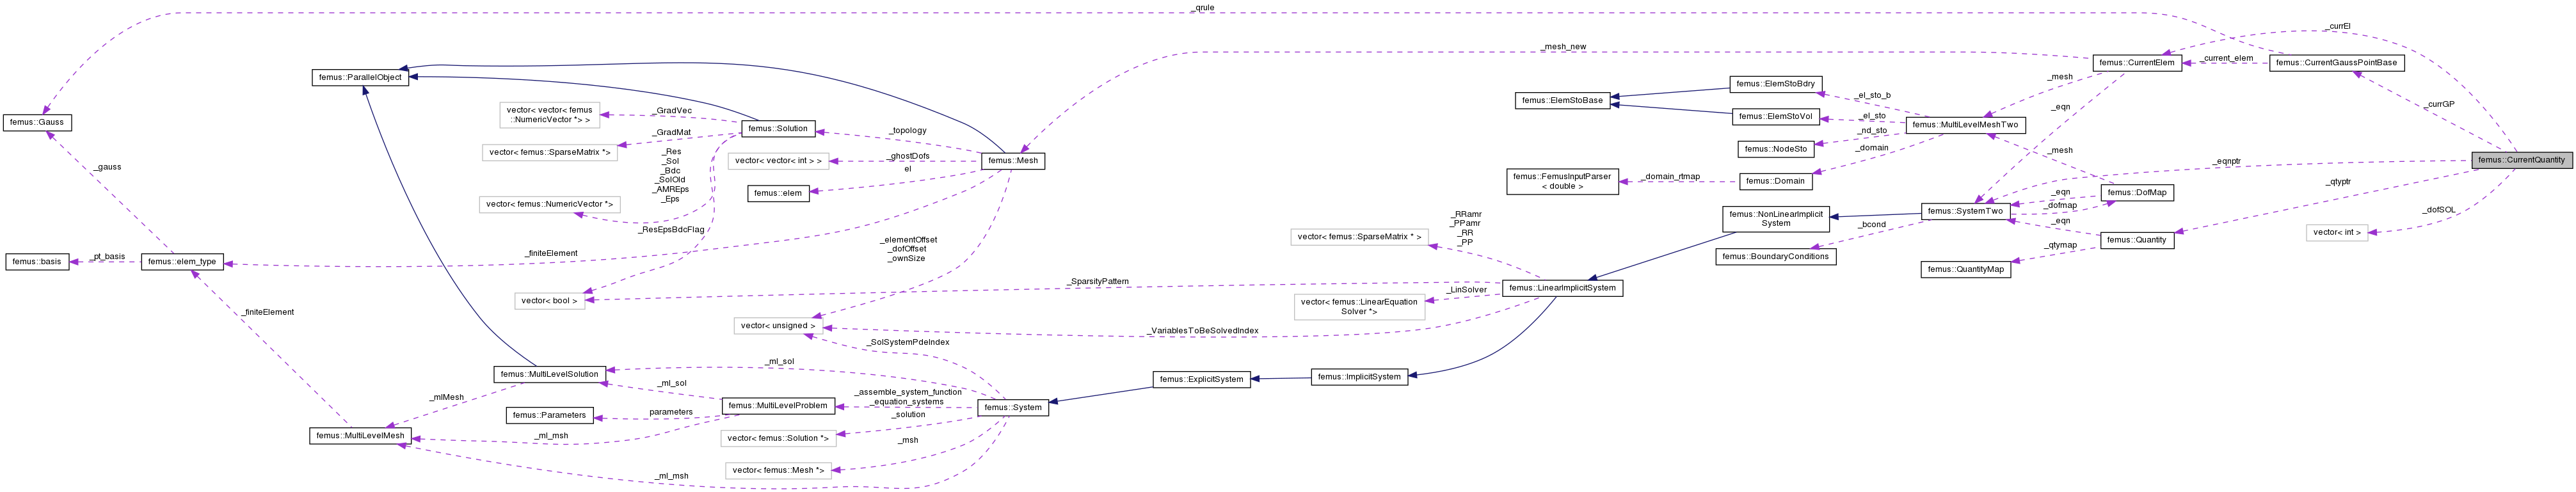 _qrule
_currEl
_mesh_new
femus::ParallelObject
femus::CurrentElem
_current_elem
femus::CurrentGaussPointBase
femus::Gauss
vector< vector< femus
::NumericVector *> >
_GradVec
femus::Solution
_GradMat
vector< femus::SparseMatrix *>
_topology
femus::ElemStoBase
femus::ElemStoBdry
femus::ElemStoVol
_el_sto_b
_el_sto
_mesh
_eqn
_currGP
femus::MultiLevelMeshTwo
_nd_sto
femus::NodeSto
_domain
_mesh
_eqnptr
femus::CurrentQuantity
_gauss
_Res
_Sol
_Bdc
_SolOld
_AMREps
_Eps
vector< vector< int > >
_ghostDofs
el
femus::Mesh
femus::elem
femus::FemusInputParser
< double >
_domain_rtmap
femus::Domain
_eqn
_dofmap
femus::DofMap
_qtyptr
vector< femus::NumericVector *>
_ResEpsBdcFlag
_RRamr
_PPamr
_RR
_PP
femus::NonLinearImplicit
System
femus::SystemTwo
_eqn
_dofSOL
vector< int >
vector< femus::SparseMatrix * >
_bcond
femus::Quantity
_finiteElement
_elementOffset
_dofOffset
_ownSize
femus::BoundaryConditions
_qtymap
femus::QuantityMap
femus::basis
_pt_basis
femus::elem_type
_SparsityPattern
femus::LinearImplicitSystem
vector< bool >
_LinSolver
vector< femus::LinearEquation
Solver *>
_finiteElement
vector< unsigned >
_VariablesToBeSolvedIndex
_SolSystemPdeIndex
_ml_sol
femus::MultiLevelSolution
_ml_sol
femus::ExplicitSystem
femus::ImplicitSystem
_mlMesh
_assemble_system_function
_equation_systems
femus::Parameters
parameters
femus::MultiLevelProblem
femus::System
_solution
femus::MultiLevelMesh
_ml_msh
vector< femus::Solution *>
_msh
vector< femus::Mesh *>
_ml_msh